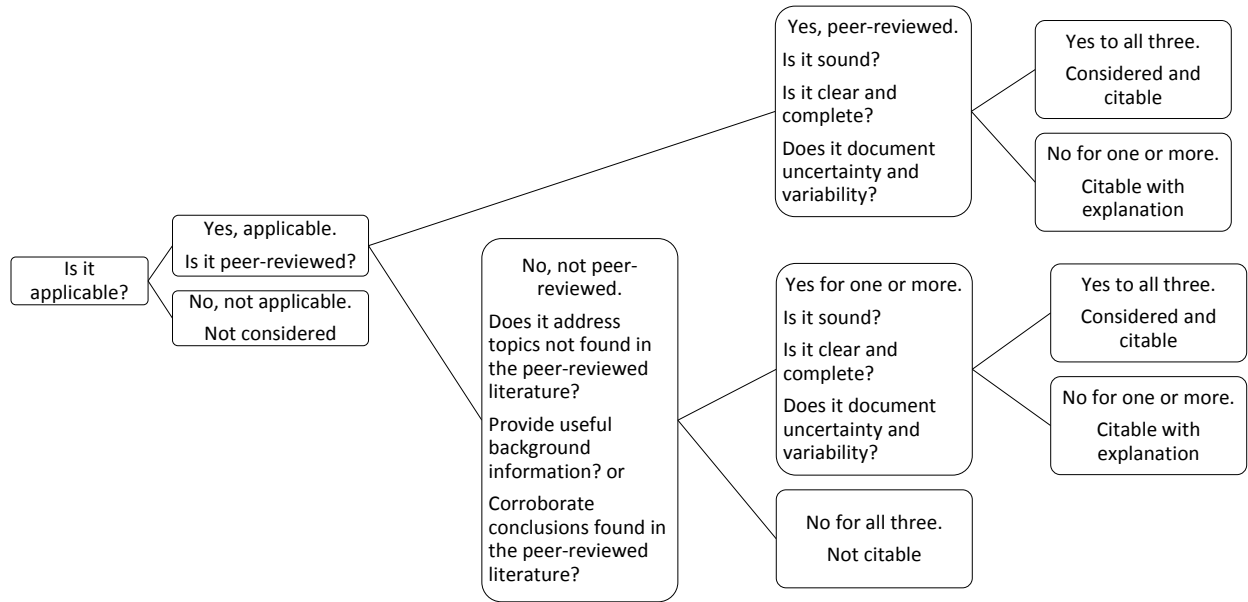 Is it
applicable?
Yes, applicable.
Is it peer-reviewed?
No, not applicable.
Not considered
Yes, peer-reviewed.
Is it sound?
Is it clear and
complete?
Does it document
uncertainty and
variability?
Yes to all three.
Considered and
citable
No for one or more.
Citable with
explanation
No, not peer-
reviewed.
Does it address
topics not found in
the peer-reviewed
literature?
Provide useful
background
information? or
Corroborate
conclusions found in
the peer-reviewed
literature?
Yes for one or more.
Is it sound?
Is it clear and
complete?
Does it document
uncertainty and
variability?
Yes to all three.
Considered and
citable
No for one or more.
Citable with
explanation
No for all three.
Not citable